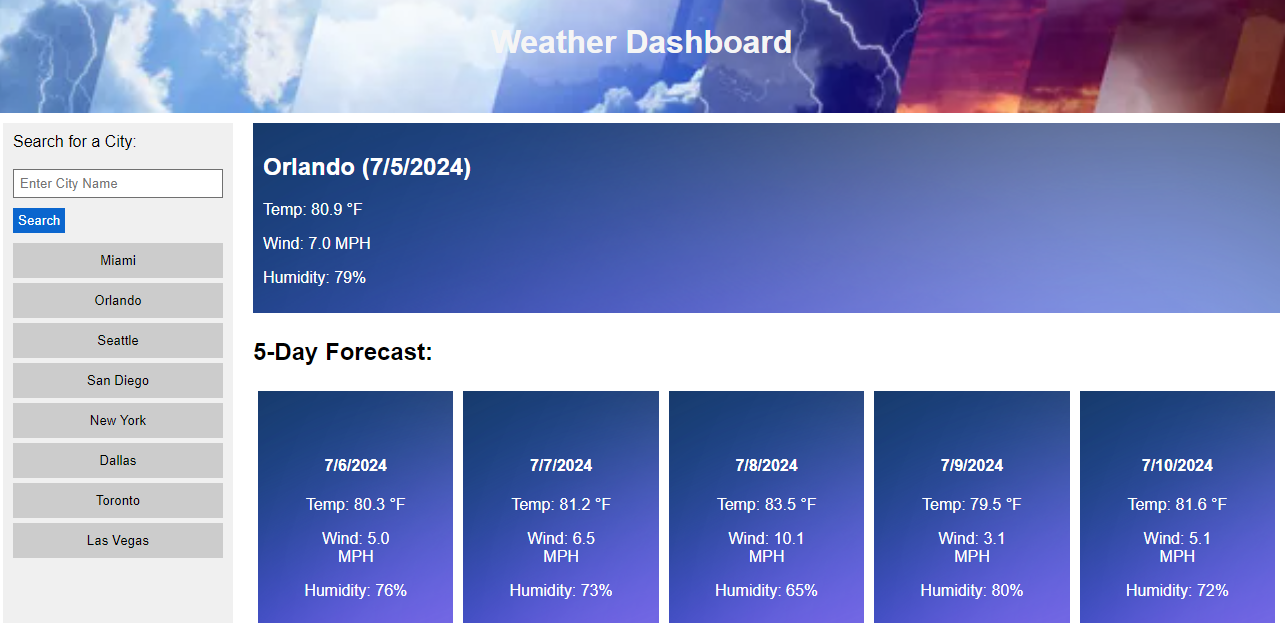 Weather Dashboard
Search for a City:
Enter City Name
Search
Miami
Orlando
Seattle
San Diego
New York
Dallas
Toronto
Las Vegas
Orlando (7/5/2024)
Temp: 80.9 °F
Wind: 7.0 MPH
Humidity: 79%
5-Day Forecast:
7/6/2024
Temp: 80.3 °F
Wind: 5.0
MPH
Humidity: 76%
7/7/2024
Temp: 81.2 °F
Wind: 6.5
MPH
Humidity: 73%
7/8/2024
Temp: 83.5 °F
Wind: 10.1
MPH
Humidity: 65%
7/9/2024
Temp: 79.5 °F
Wind: 3.1
MPH
Humidity: 80%
7/10/2024
Temp: 81.6 °F
Wind: 5.1
MPH
Humidity: 72%